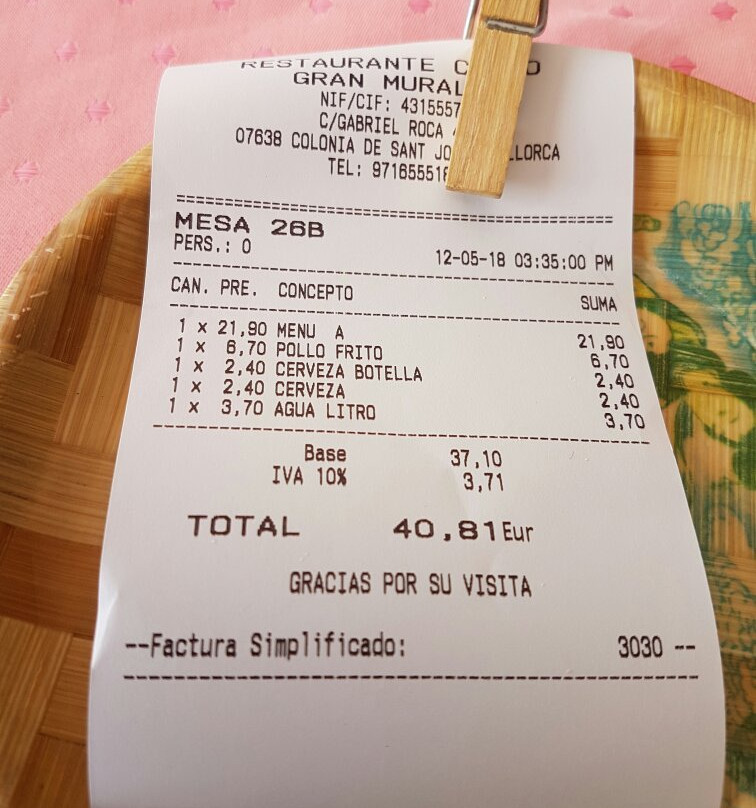 RESTAURANTE
GRAN
NIF/CIF:
C/GABRIEL ROCA
07638 COLONIA DE SANT
TEL:
MESA 26B
PERS.: 0
12-05-18 03:35:00 PM
CAN. PRE. CONCEPTO SUMA
1 x 21,90 MENU A 21,90
1 x 6,70 POLLO FRITO 6,70
1 x 2,40 CERVEZA BOTELLA 2,40
1 x 2,40 CERVEZA 2,40
1 x 3,70 AGUA LITRO 3,70
Base 37,10
IVA 10% 3,71
TOTAL 40,81Eur
GRACIAS POR SU VISITA
--Factura Simplificado: 3030 --